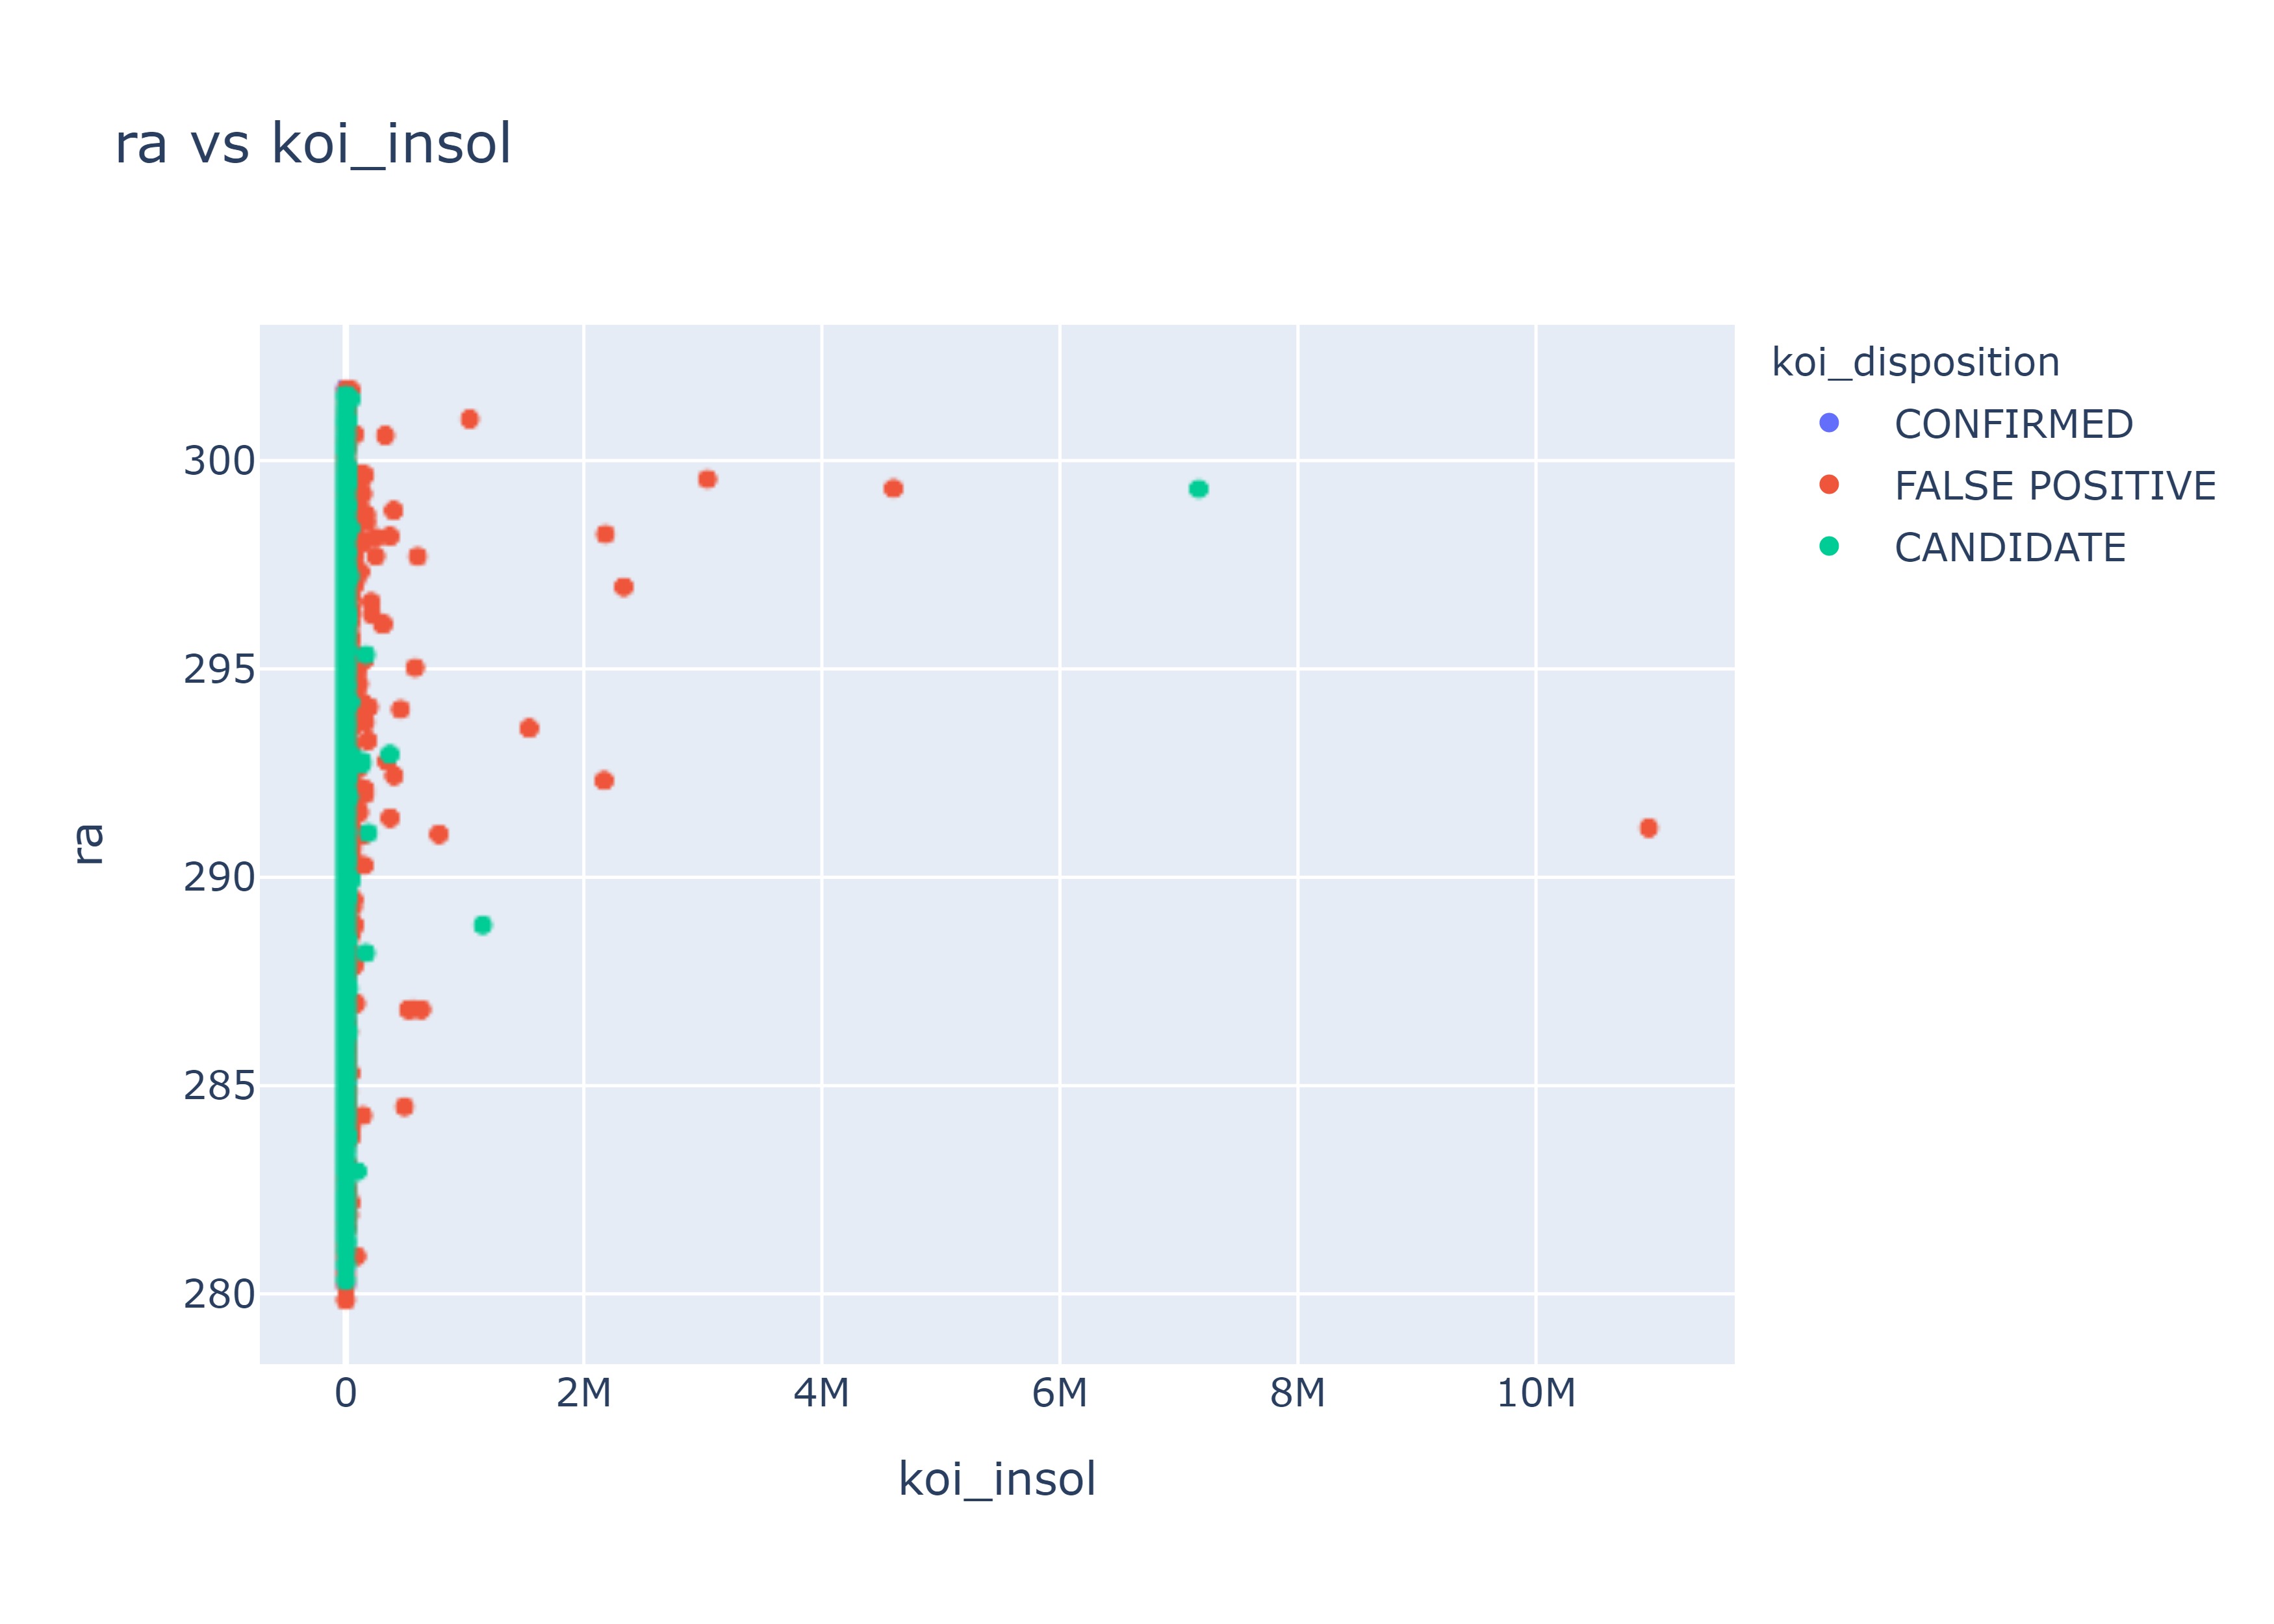 ra vs koi_insol
koi_disposition
CONFIRMED
FALSE POSITIVE
CANDIDATE
300
295
290
285
280
ra
0 2M 4M 6M 8M 10M
koi_insol